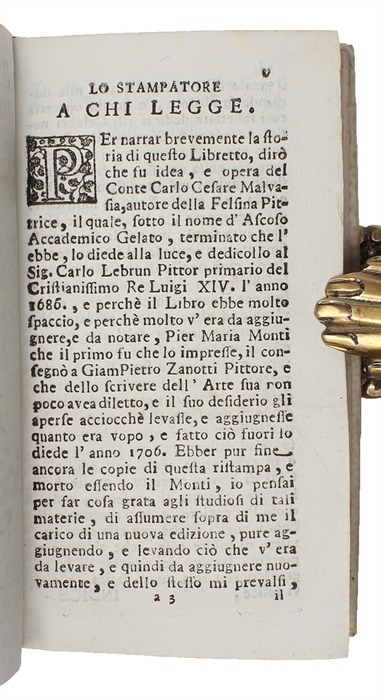 LO STAMPATORE
A CHI LEGGE.
PEr narrar brevemente la sto-
ria di questo Libretto, dirò
che fu idea, e opera del
Conte Carlo Cesare Malva-
sia, autore della Felsina Pit-
trice, il quale, sotto il nome d' Ascoso
Accademico Gelato, terminato che l'
ebbe, lo diede alla luce, e dedicollo al
Sig. Carlo Lebrun Pittor primario del
Cristianissimo Re Luigi XIV. l' anno
1686., e perchè il Libro ebbe molto
spaccio, e perchè molto v' era da aggiu-
gnere, e da notare, Pier Maria Monti
che il primo fu che lo impresse, il con-
segnò a GiamPietro Zanotti Pittore, e
che dello scrivere dell' Arte sua non
poco avea diletto, e il suo desiderio gli
aperse acciocchè levasse, e aggiugnesse
quanto era vopo, e fatto ciò fuori lo
diede l' anno 1706. Ebber pur fine
ancora le copie di questa ristampa, e
morto essendo il Monti, io pensai
per far cosa grata agli studiosi di tali
materie, di assumere sopra di me il
carico di una nuova edizione, pure ag-
giugnendo, e levando ciò che v' era
da levare, e quindi da aggiugnere nuo-
vamente, e dello stesso mi prevalsi,
a 3 il